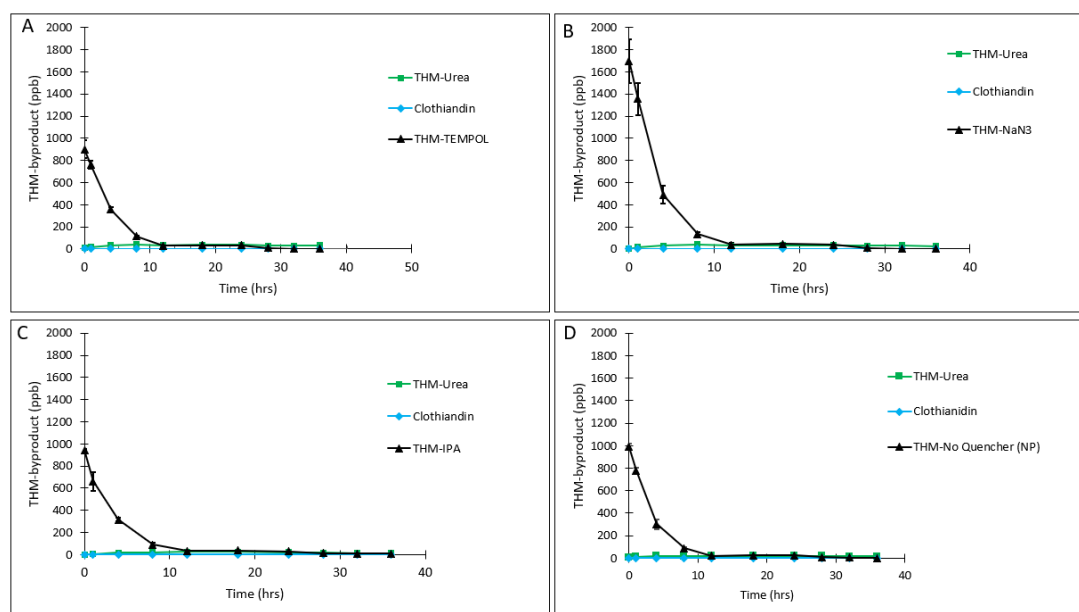 A
2000
1800
1600
1400
1200
1000
800
600
400
200
0
THM-byproduct (ppb)
THM-Urea
Clothiandin
THM-TEMPOL
0 10 20 30 40 50
Time (hrs)
B
2000
1800
1600
1400
1200
1000
800
600
400
200
0
THM-byproduct (ppb)
THM-Urea
Clothiandin
THM-NaN3
0 10 20 30 40
Time (hrs)
C
2000
1800
1600
1400
1200
1000
800
600
400
200
0
THM-byproduct (ppb)
THM-Urea
Clothiandin
THM-IPA
0 10 20 30 40
Time (hrs)
D
2000
1800
1600
1400
1200
1000
800
600
400
200
0
THM-byproduct (ppb)
THM-Urea
Clothianidin
THM-No Quencher (NP)
0 10 20 30 40
Time (hrs)